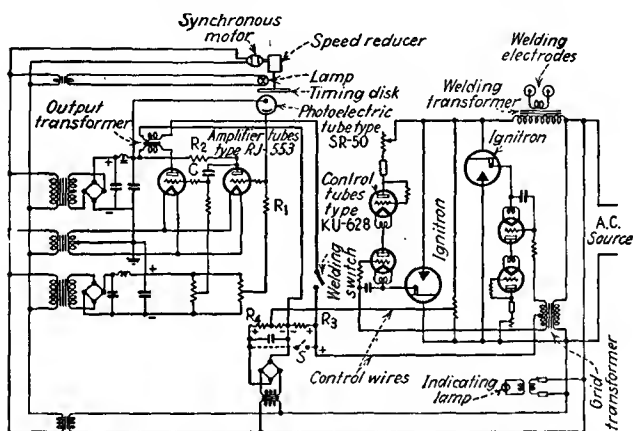 Synchronous
motor
Speed reducer
Lamp
Timing disk
Photoelectric
tube type
SR-50
Output
transformer
Amplifier tubes
type RJ-553
R2
C
R1
Welding
electrodes
Welding
transformer
Ignitron
Control
tubes type
KU-628
Ignitron
Welding
switch
A.C.
Source
R4
R3
S
Control wires
Indicating
lamp
Grid
transformer